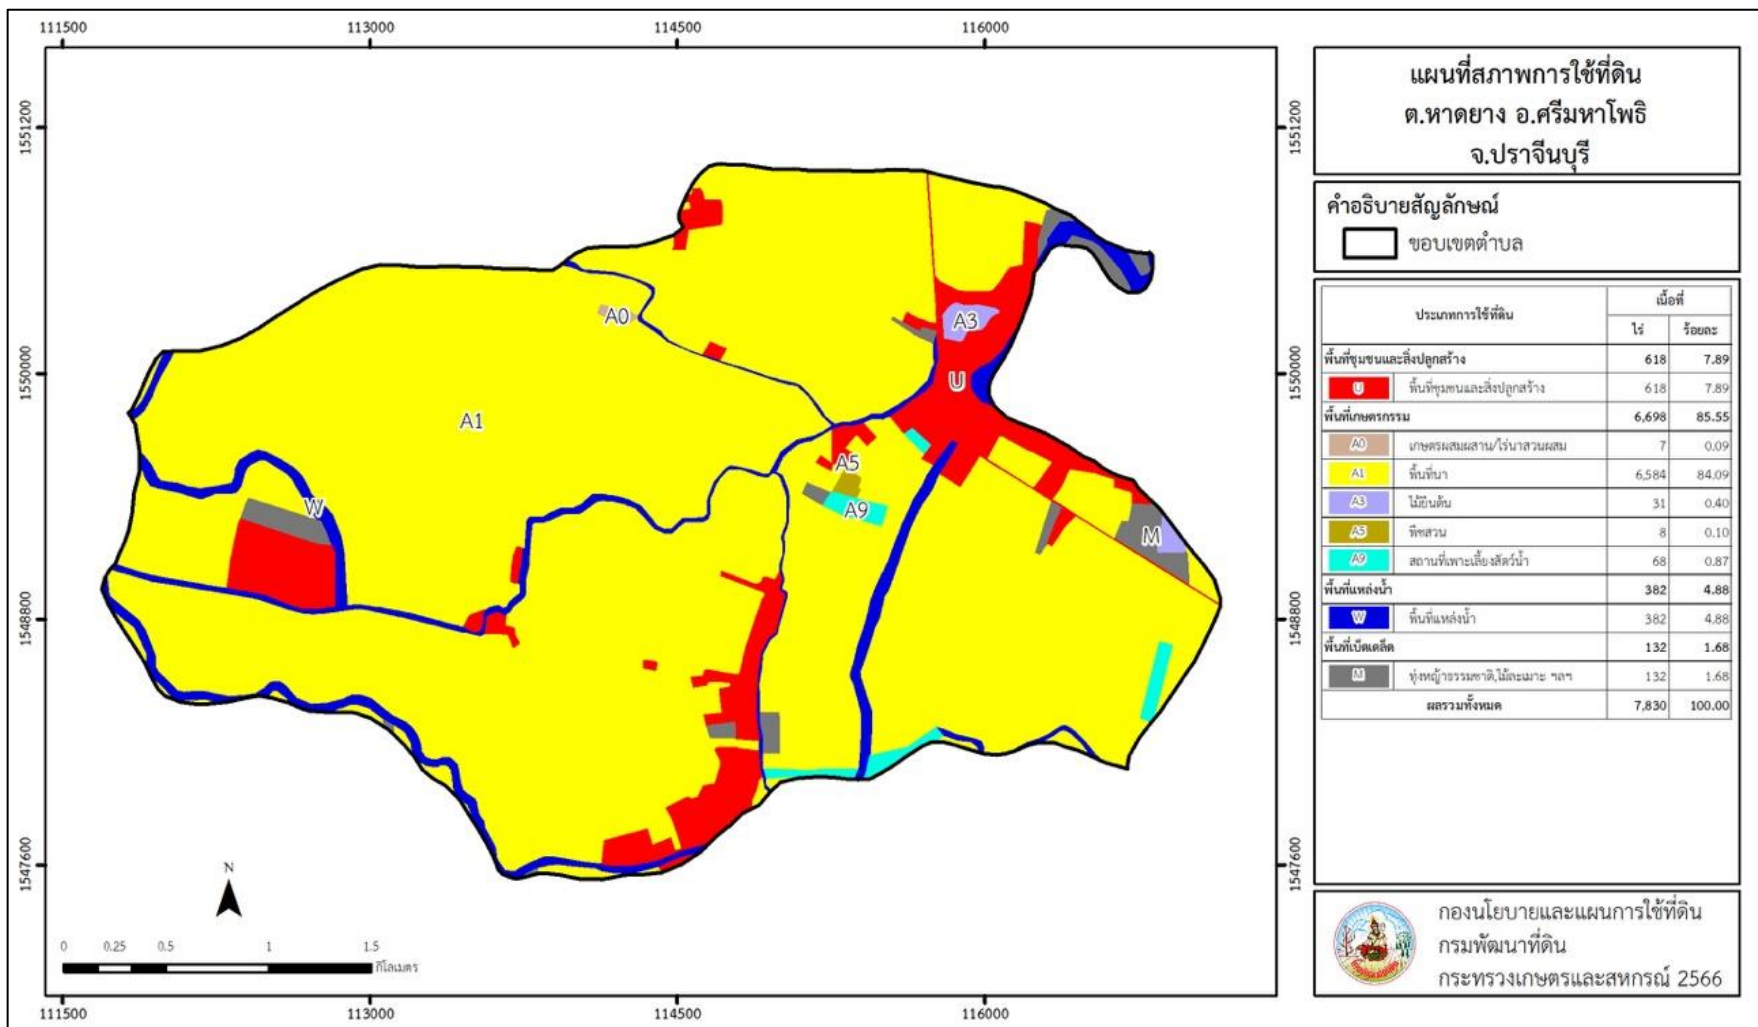 111500 113000 114500 116000
1551200 1551200
1550000 1550000
1548800 1548800
1547600 1547600
A0
A1
A3
U
A5
A9
W
M
N
0 0.25 0.5 1 1.5
กิโลเมตร
111500 113000 114500 116000
แผนที่สภาพการใช้ที่ดิน
ต.หาดยาง อ.ศรีมหาโพธิ
จ.ปราจีนบุรี
คำอธิบายสัญลักษณ์
ขอบเขตตำบล
ประเภทการใช้ที่ดิน เนื้อที่
ไร่ ร้อยละ
พื้นที่ชุมชนและสิ่งปลูกสร้าง 618 7.89
U พื้นที่ชุมชนและสิ่งปลูกสร้าง 618 7.89
พื้นที่เกษตรกรรม 6,698 85.55
A0 เกษตรผสมผสาน/ไร่นาสวนผสม 7 0.09
A1 พื้นที่นา 6,584 84.09
A3 ไม้ยืนต้น 31 0.40
A5 พืชสวน 8 0.10
A9 สถานที่เพาะเลี้ยงสัตว์น้ำ 68 0.87
พื้นที่แหล่งน้ำ 382 4.88
W พื้นที่แหล่งน้ำ 382 4.88
พื้นที่เบ็ดเตล็ด 132 1.68
M ทุ่งหญ้าธรรมชาติ,ไม้ละเมาะ ฯลฯ 132 1.68
ผลรวมทั้งหมด 7,830 100.00
กองนโยบายและแผนการใช้ที่ดิน
กรมพัฒนาที่ดิน
กระทรวงเกษตรและสหกรณ์ 2566